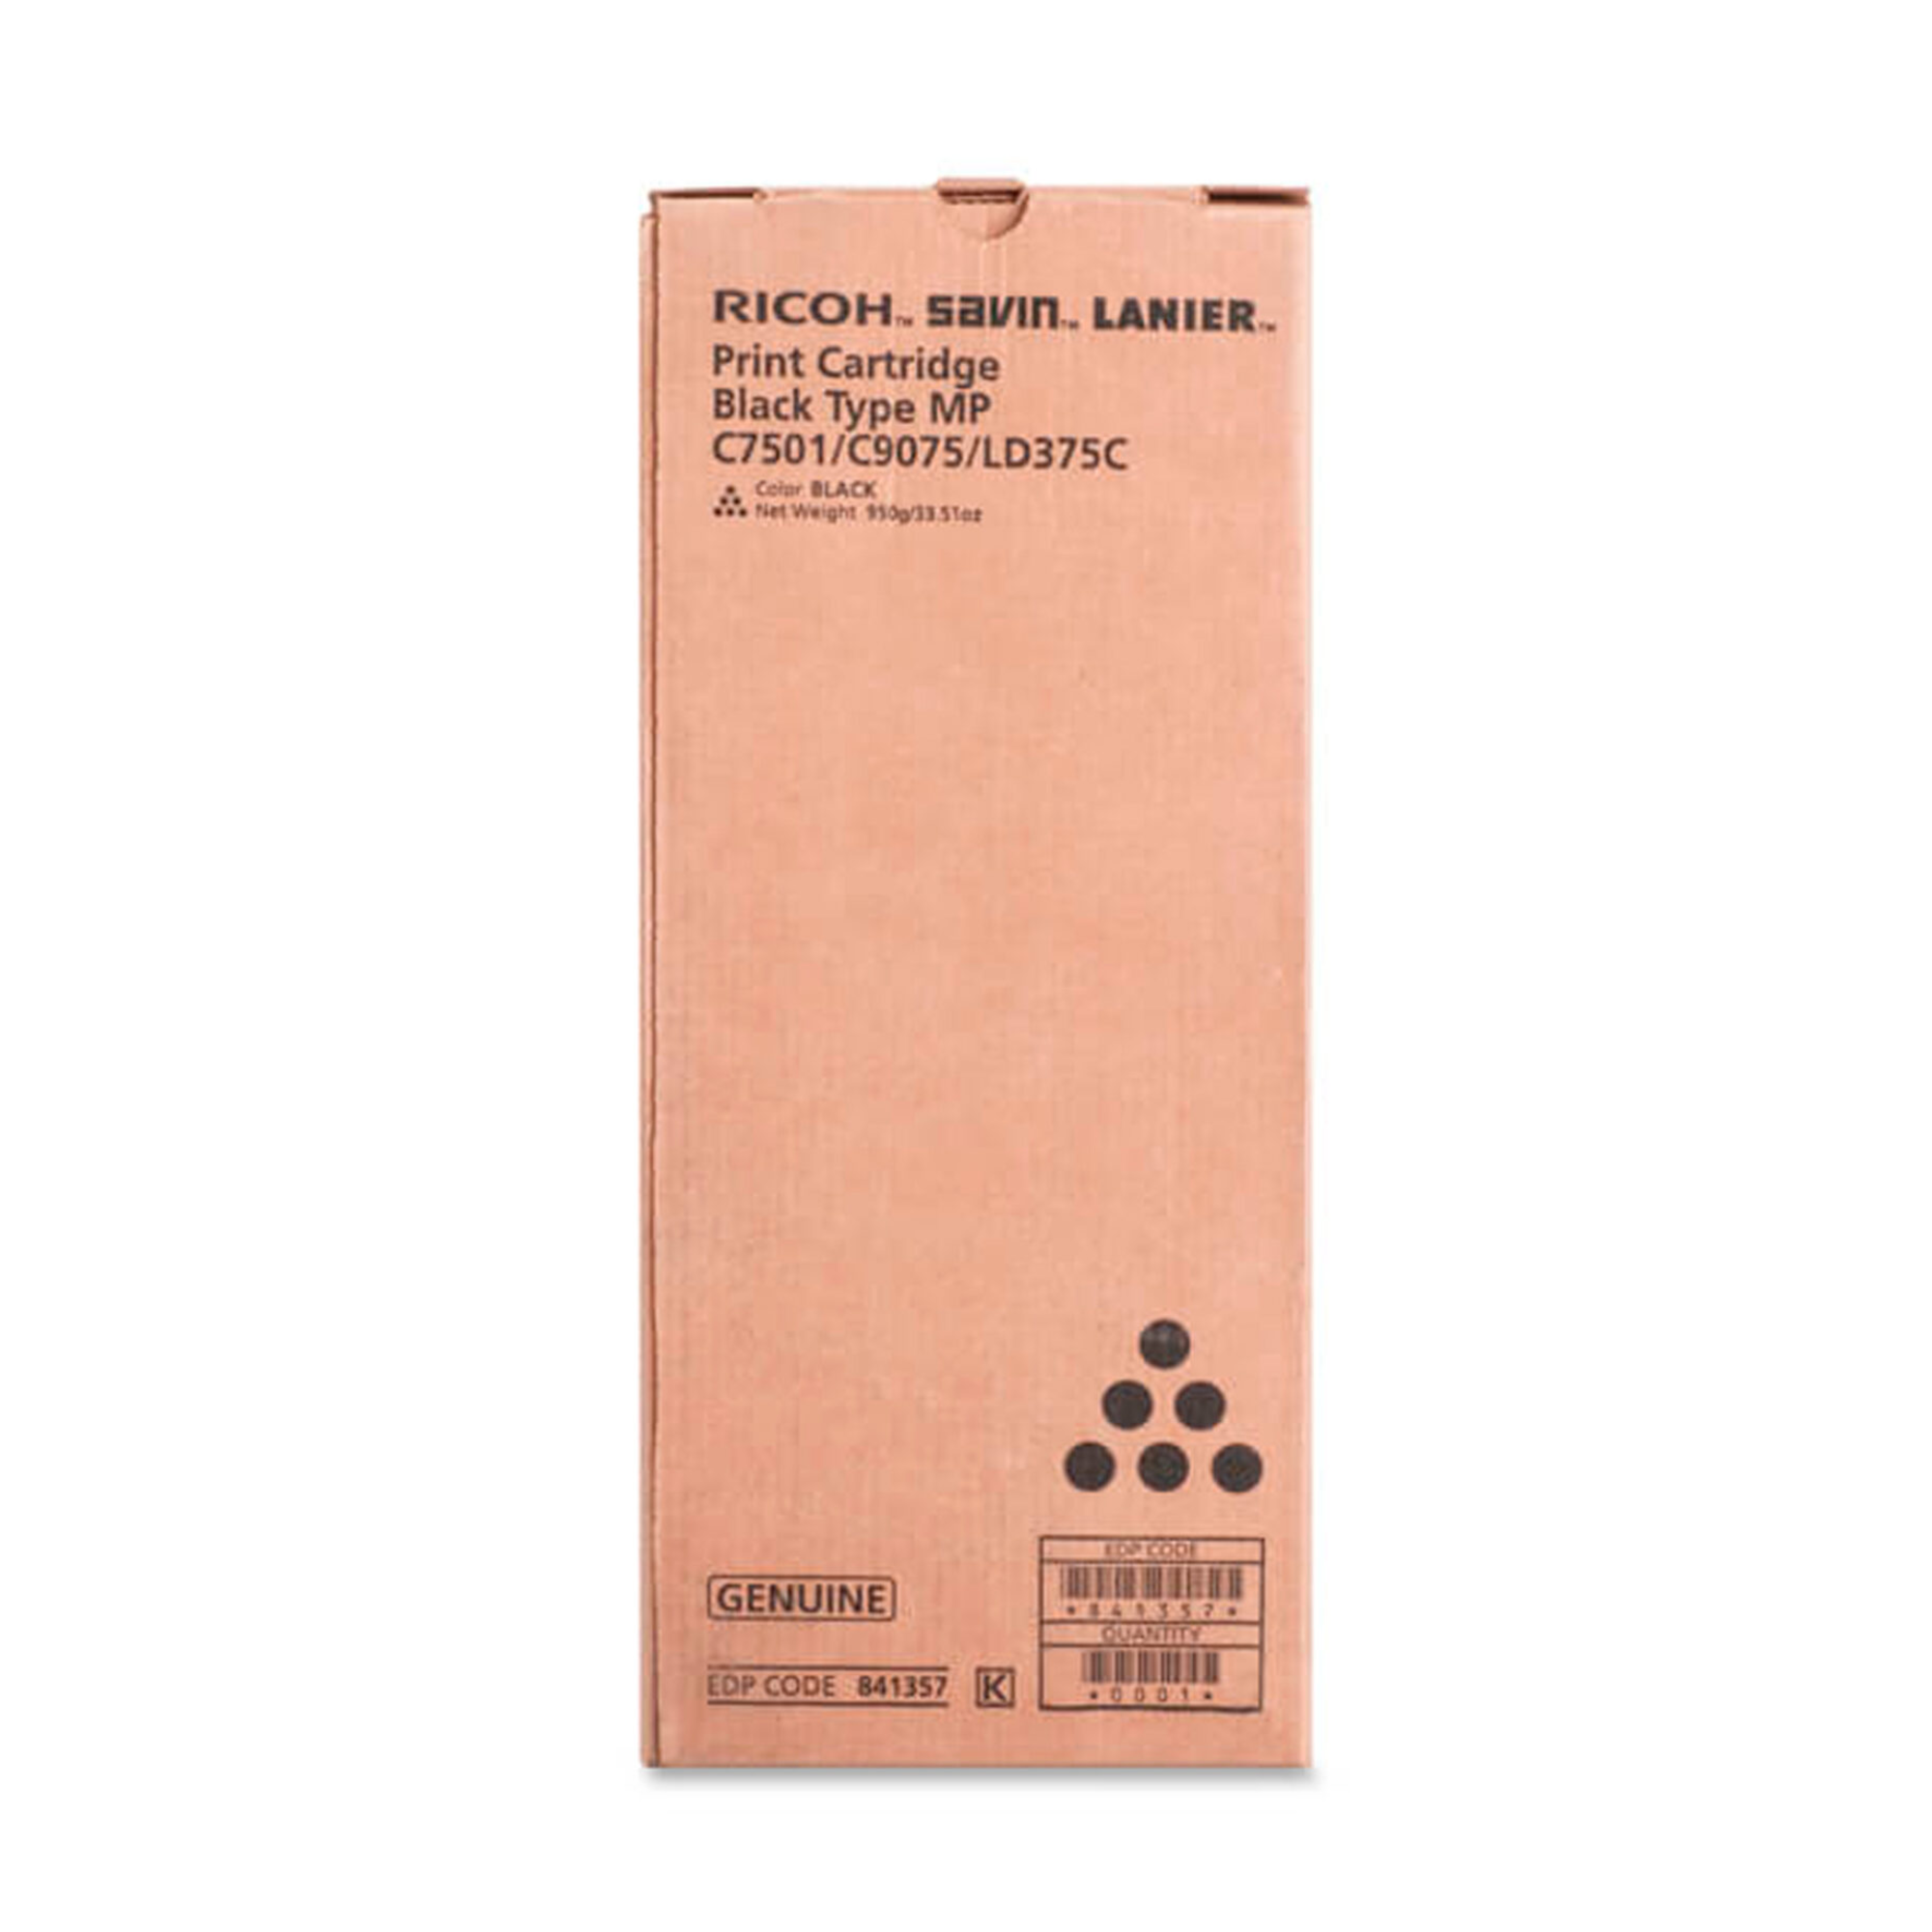 RICOH™ savin™ LANIER™
Print Cartridge
Black Type MP
C7501/C9075/LD375C
Color BLACK
Net Weight 950g/33.51oz
GENUINE
EDP CODE 841357 K
EDP CODE
*841357*
QUANTITY
*0001*